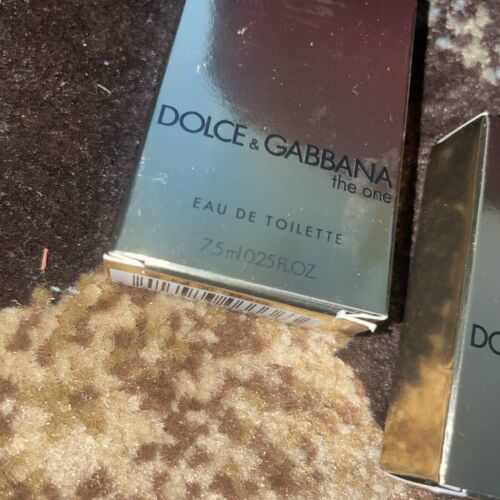 DOLCE & GABBANA
the one
EAU DE TOILETTE
7,5 ml 0.25 FL.OZ
DO